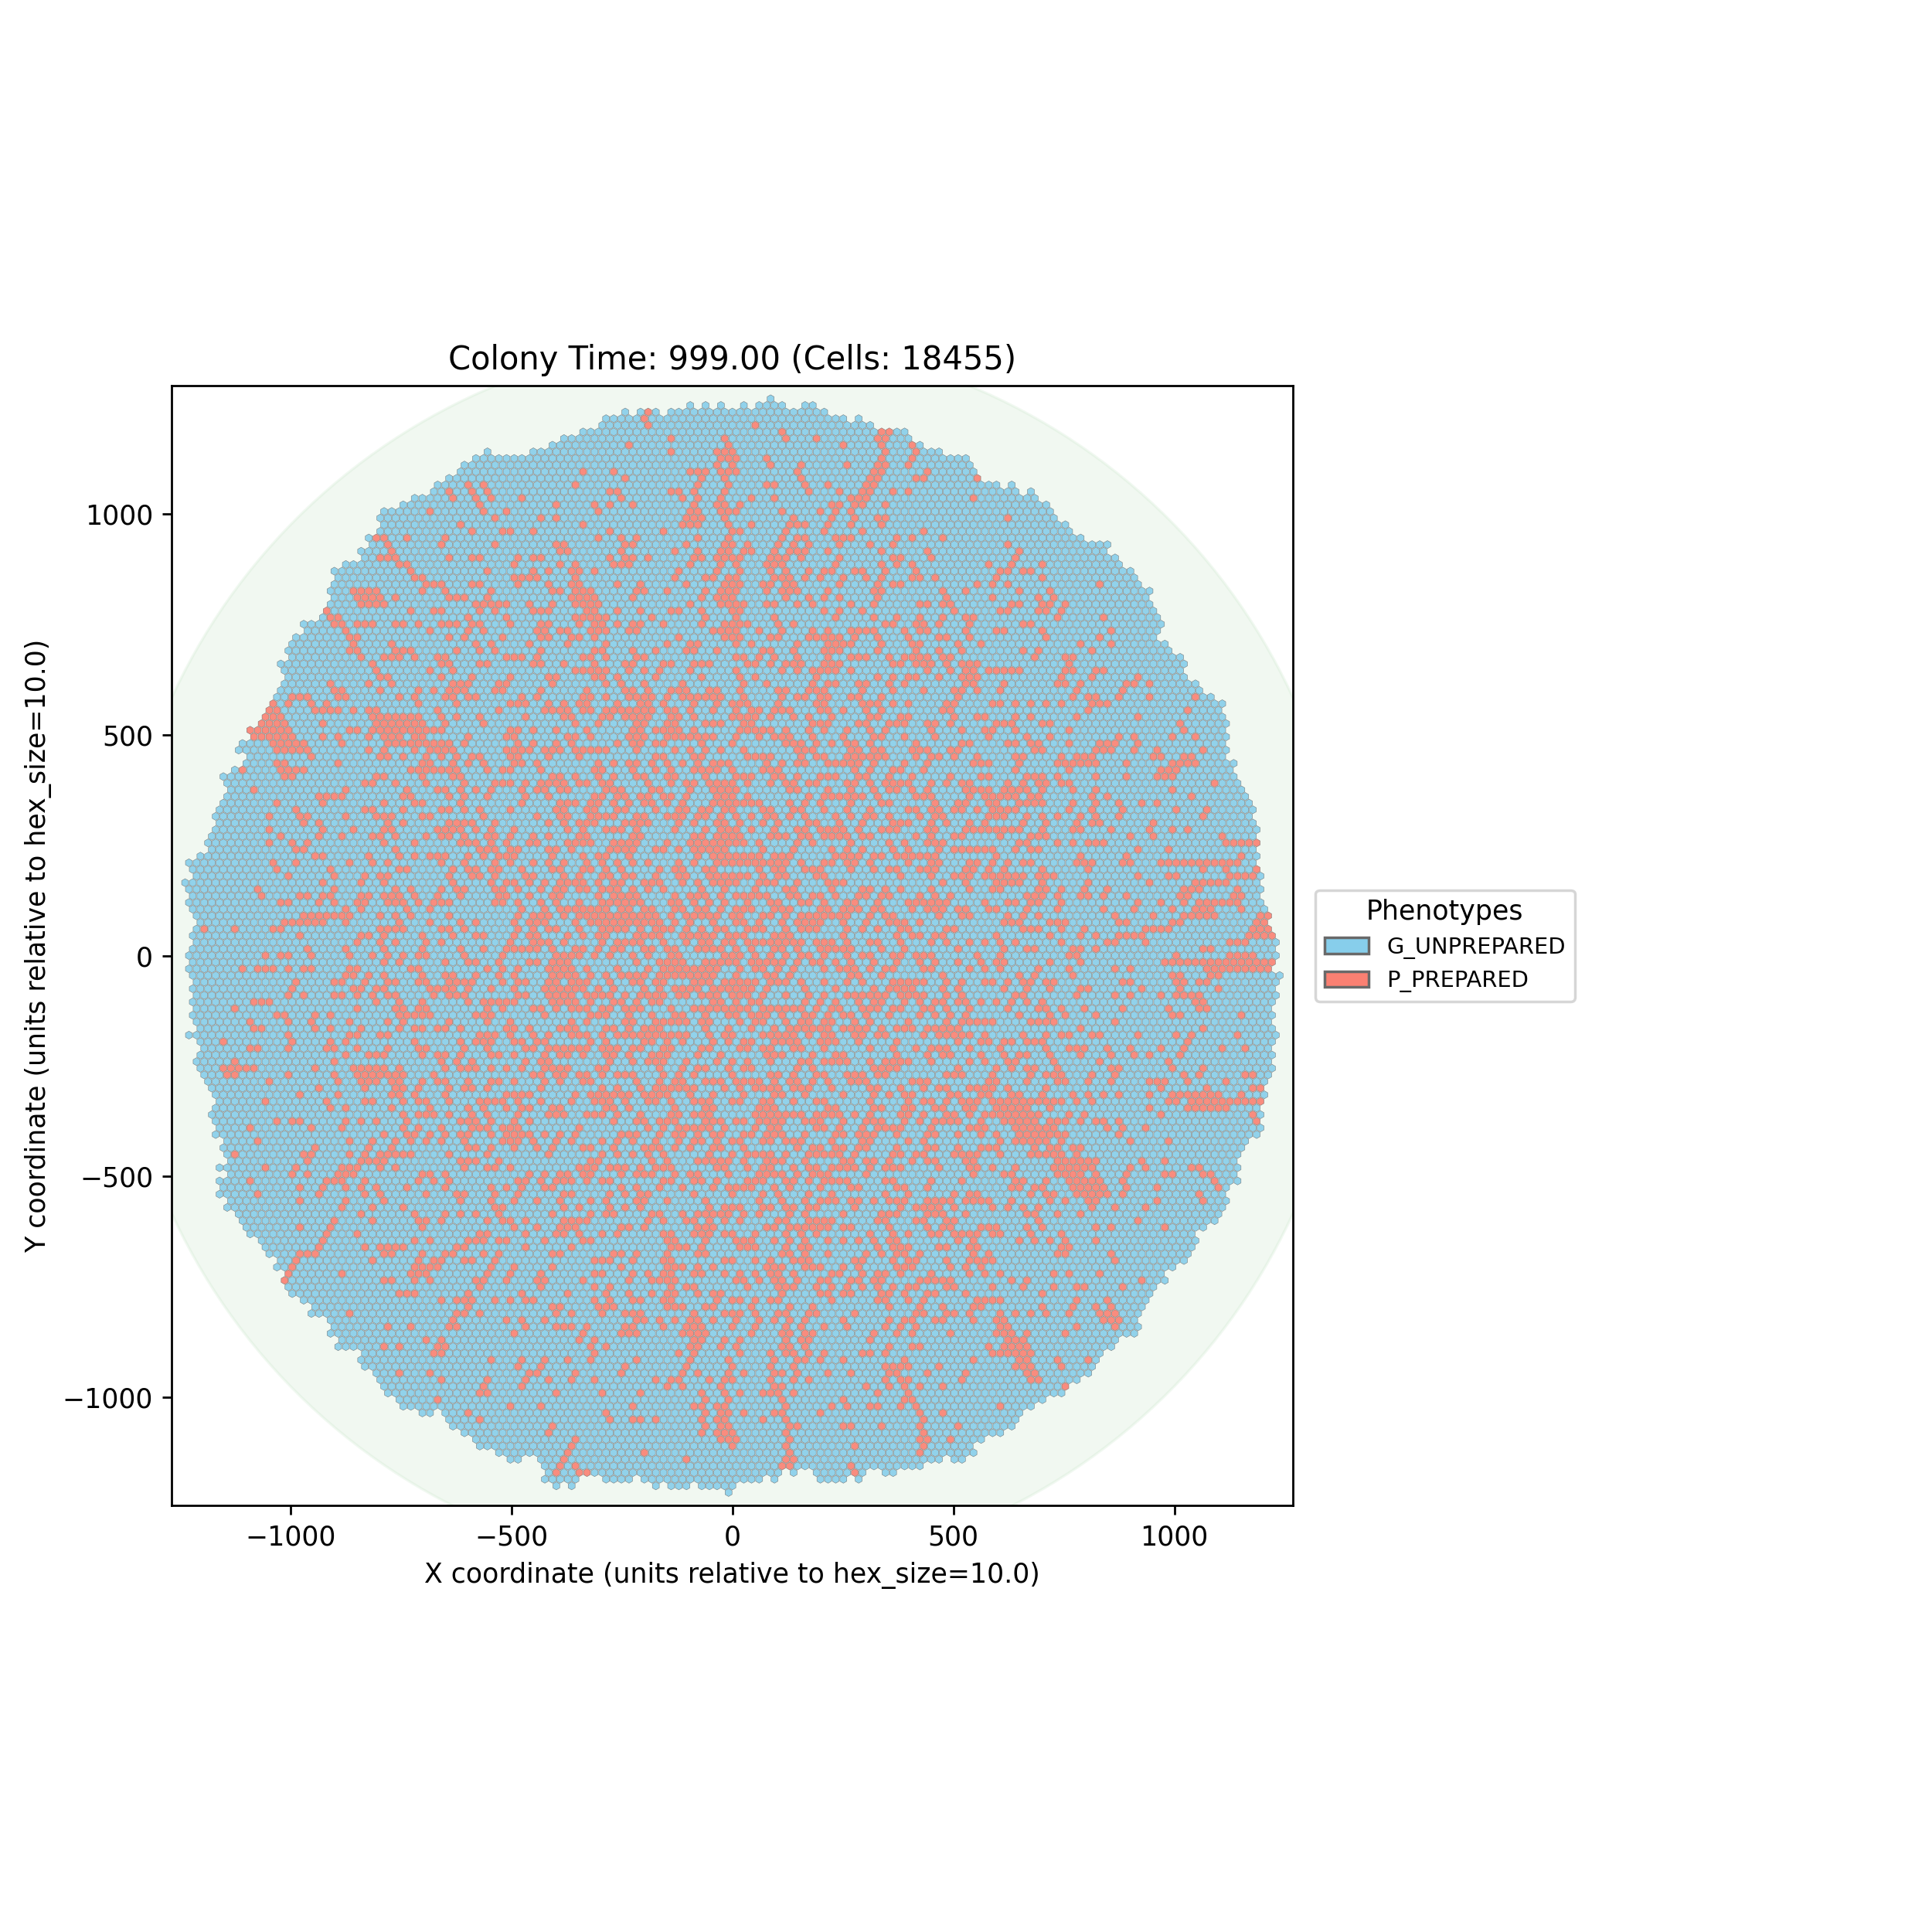 Colony Time: 999.00 (Cells: 18455)
Y coordinate (units relative to hex_size=10.0)
1000
500
0
−500
−1000
−1000 −500 0 500 1000
X coordinate (units relative to hex_size=10.0)
Phenotypes
G_UNPREPARED
P_PREPARED